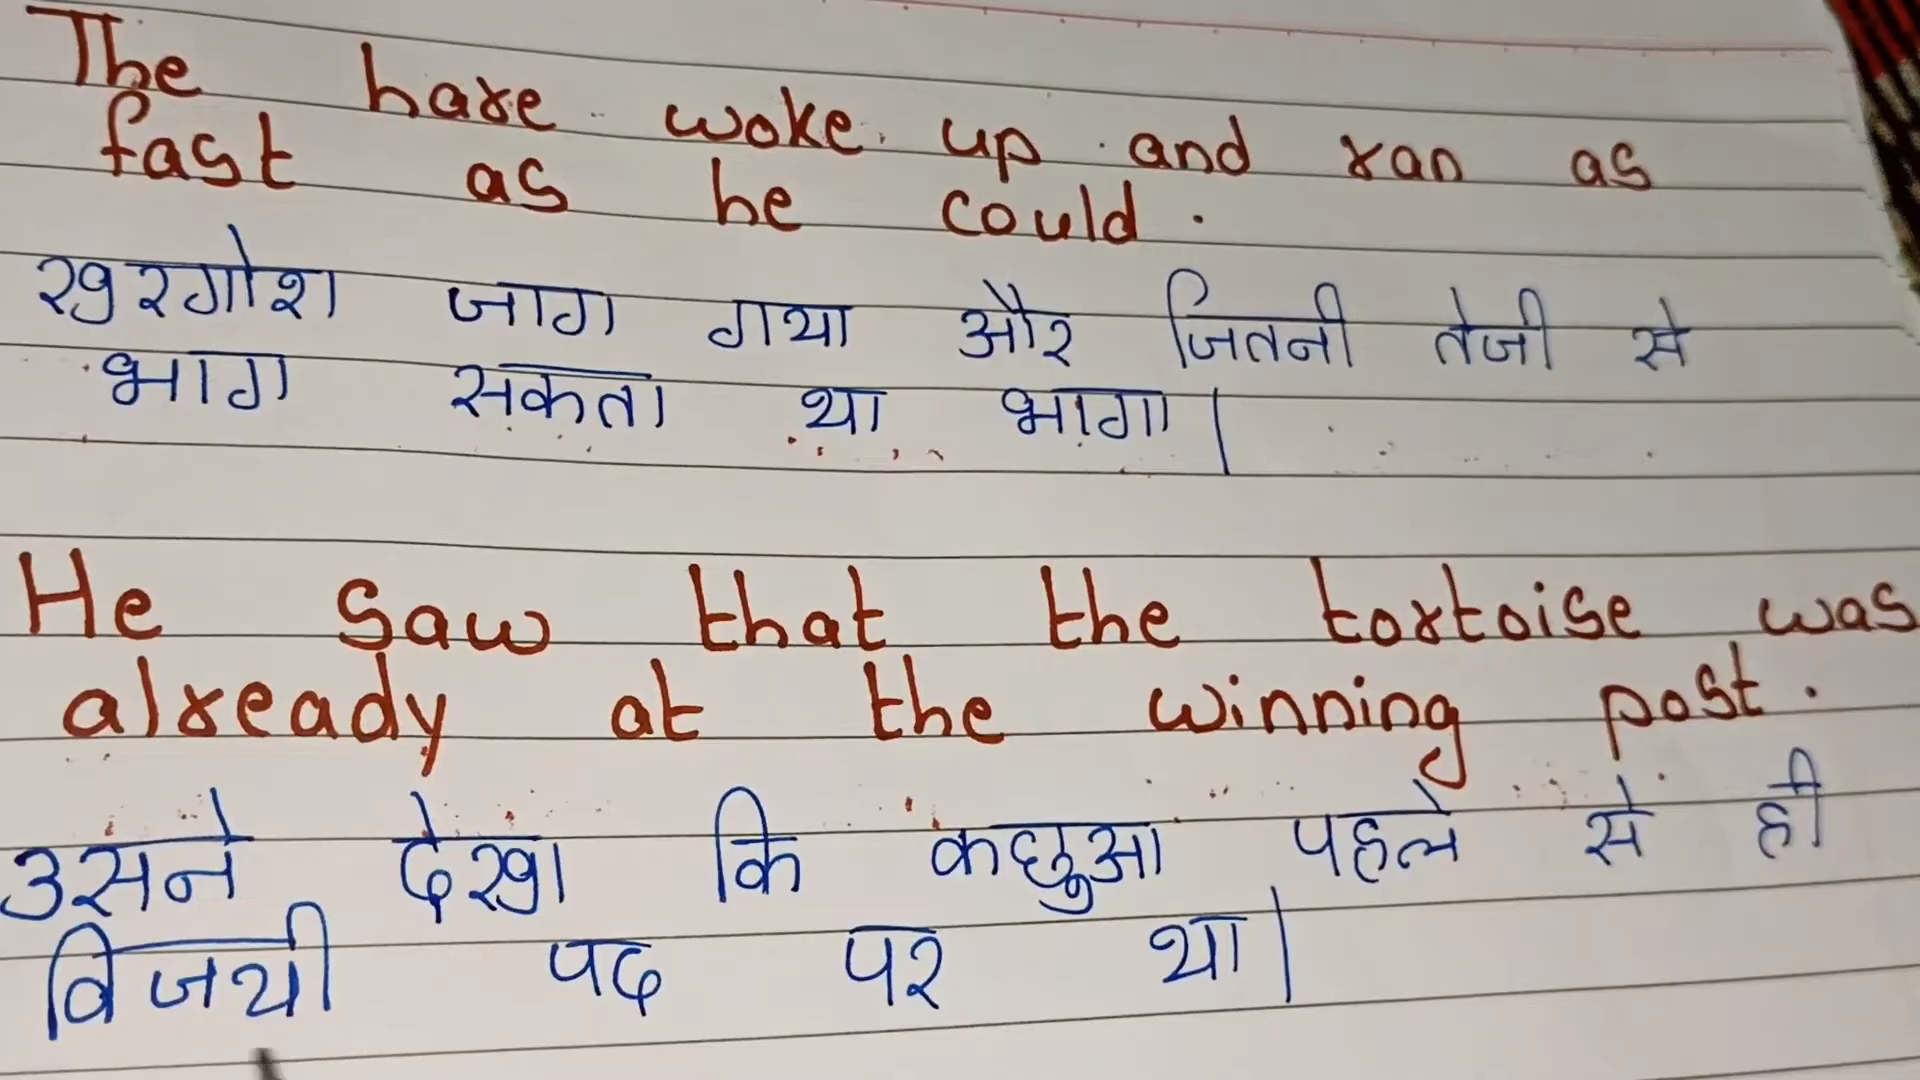 The hare woke up and ran as
fast as he could.
खरगोश जाग गया और जितनी तेजी से
भाग सकता था भागा।
He saw that the tortoise was
already at the winning post.
उसने देखा कि कछुआ पहले से ही
विजयी पद पर था।